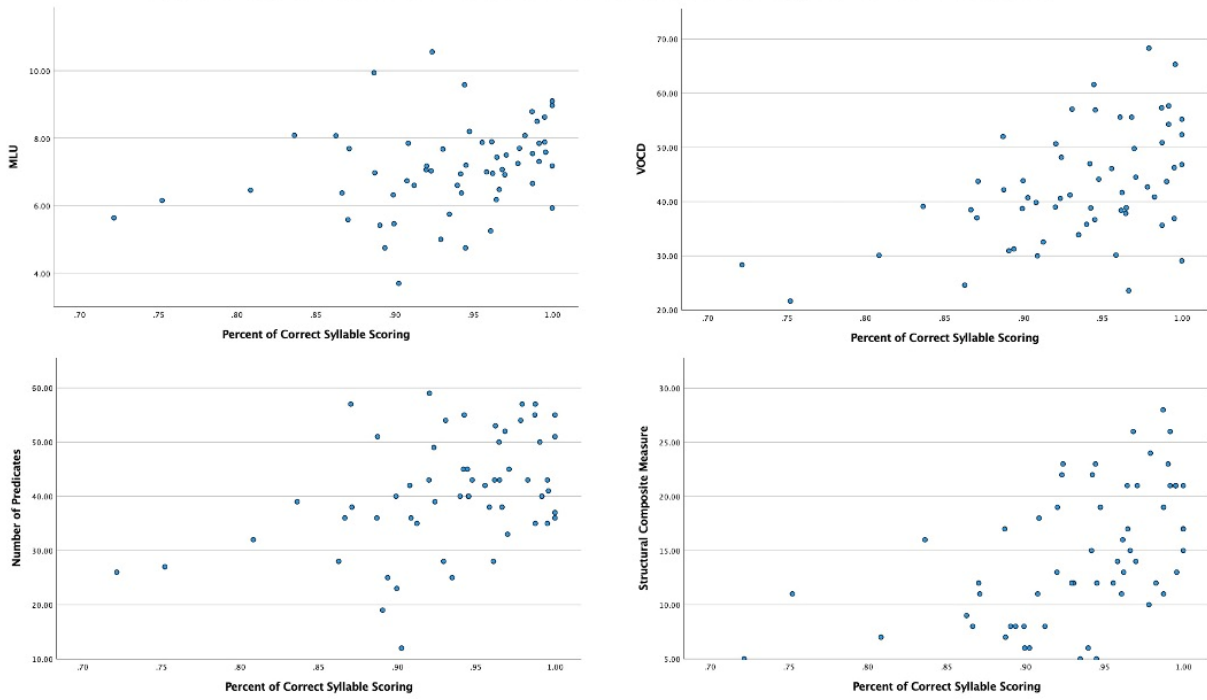 10.00
8.00
6.00
4.00
MLU
.70 .75 .80 .85 .90 .95 1.00
Percent of Correct Syllable Scoring
70.00
60.00
50.00
40.00
30.00
20.00
VOCD
.70 .75 .80 .85 .90 .95 1.00
Percent of Correct Syllable Scoring
60.00
50.00
40.00
30.00
20.00
10.00
Number of Predicates
.70 .75 .80 .85 .90 .95 1.00
Percent of Correct Syllable Scoring
30.00
25.00
20.00
15.00
10.00
5.00
Structural Composite Measure
.70 .75 .80 .85 .90 .95 1.00
Percent of Correct Syllable Scoring